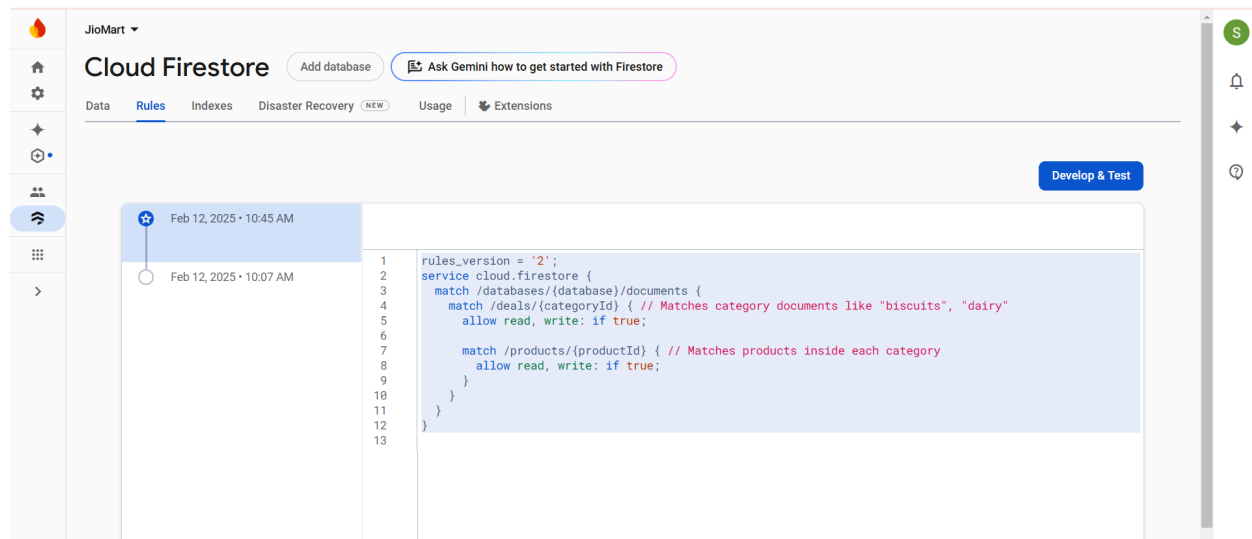 JioMart
Cloud Firestore
Add database
Ask Gemini how to get started with Firestore
Data Rules Indexes Disaster Recovery NEW Usage Extensions
S
Develop & Test
Feb 12, 2025 • 10:45 AM
Feb 12, 2025 • 10:07 AM
1 rules_version = '2';
2 service cloud.firestore {
3 match /databases/{database}/documents {
4 match /deals/{categoryId} { // Matches category documents like "biscuits", "dairy"
5 allow read, write: if true;
6
7 match /products/{productId} { // Matches products inside each category
8 allow read, write: if true;
9 }
10 }
11 }
12 }
13